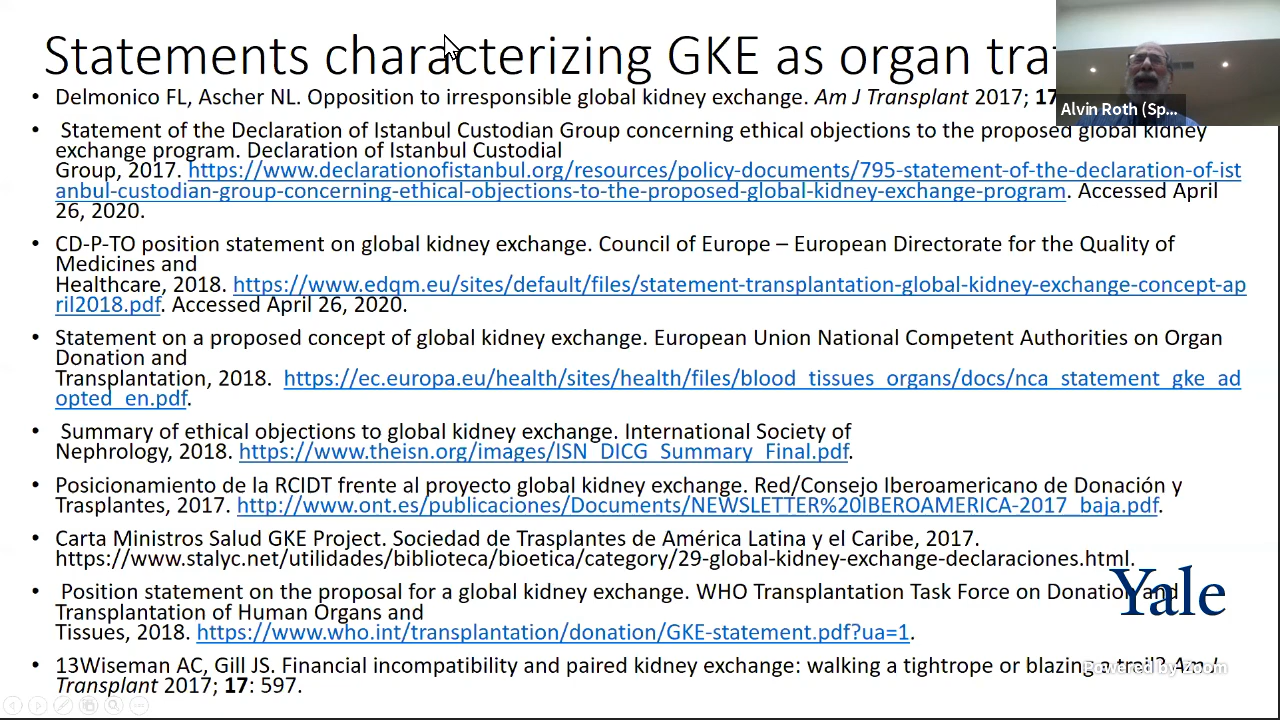 Statements characterizing GKE as organ
Alvin Roth (Sp...
• Delmonico FL, Ascher NL. Opposition to irresponsible global kidney exchange. Am J Transplant 2017;
• Statement of the Declaration of Istanbul Custodian Group concerning ethical objections to the proposed global kidney
exchange program. Declaration of Istanbul Custodial
Group, 2017. https://www.declarationofistanbul.org/resources/policy-documents/795-statement-of-the-declaration-of-ist
anbul-custodian-group-concerning-ethical-objections-to-the-proposed-global-kidney-exchange-program. Accessed April
26, 2020.
• CD-P-TO position statement on global kidney exchange. Council of Europe – European Directorate for the Quality of
Medicines and
Healthcare, 2018. https://www.edqm.eu/sites/default/files/statement-transplantation-global-kidney-exchange-concept-ap
ril2018.pdf. Accessed April 26, 2020.
• Statement on a proposed concept of global kidney exchange. European Union National Competent Authorities on Organ
Donation and
Transplantation, 2018. https://ec.europa.eu/health/sites/health/files/blood_tissues_organs/docs/nca_statement_gke_ad
opted_en.pdf.
• Summary of ethical objections to global kidney exchange. International Society of
Nephrology, 2018. https://www.theisn.org/images/ISN_DICG_Summary_Final.pdf.
• Posicionamiento de la RCIDT frente al proyecto global kidney exchange. Red/Consejo Iberoamericano de Donación y
Trasplantes, 2017. http://www.ont.es/publicaciones/Documents/NEWSLETTER%20IBEROAMERICA-2017_baja.pdf.
• Carta Ministros Salud GKE Project. Sociedad de Trasplantes de América Latina y el Caribe, 2017.
https://www.stalyc.net/utilidades/biblioteca/bioetica/category/29-global-kidney-exchange-declaraciones.html.
• Position statement on the proposal for a global kidney exchange. WHO Transplantation Task Force on Donation and
Transplantation of Human Organs and
Tissues, 2018. https://www.who.int/transplantation/donation/GKE-statement.pdf?ua=1.
Yale
• 13Wiseman AC, Gill JS. Financial incompatibility and paired kidney exchange: walking a tightrope or blazing a trail? Am J
Transplant 2017; 17: 597.
Powered by Zoom